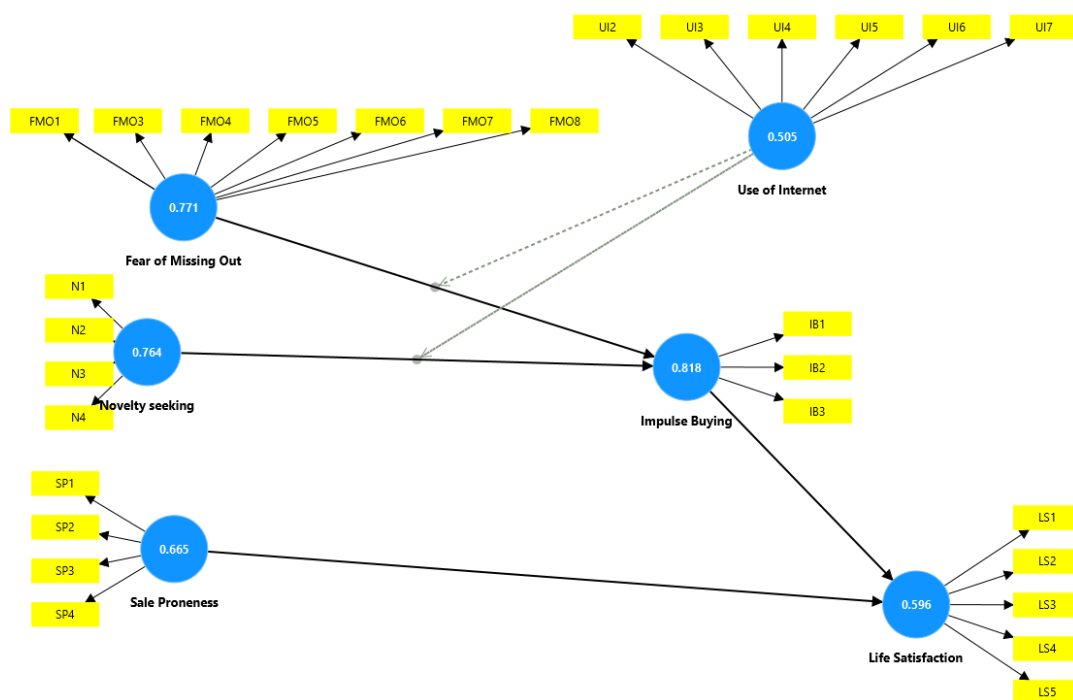 UI2 UI3 UI4 UI5 UI6 UI7
FMO1 FMO3 FMO4 FMO5 FMO6 FMO7 FMO8
0.505
Use of Internet
0.771
Fear of Missing Out
N1
N2
N3
N4
0.764
Novelty seeking
IB1
IB2
IB3
0.818
Impulse Buying
SP1
SP2
SP3
SP4
0.665
Sale Proneness
LS1
LS2
LS3
LS4
LS5
0.596
Life Satisfaction